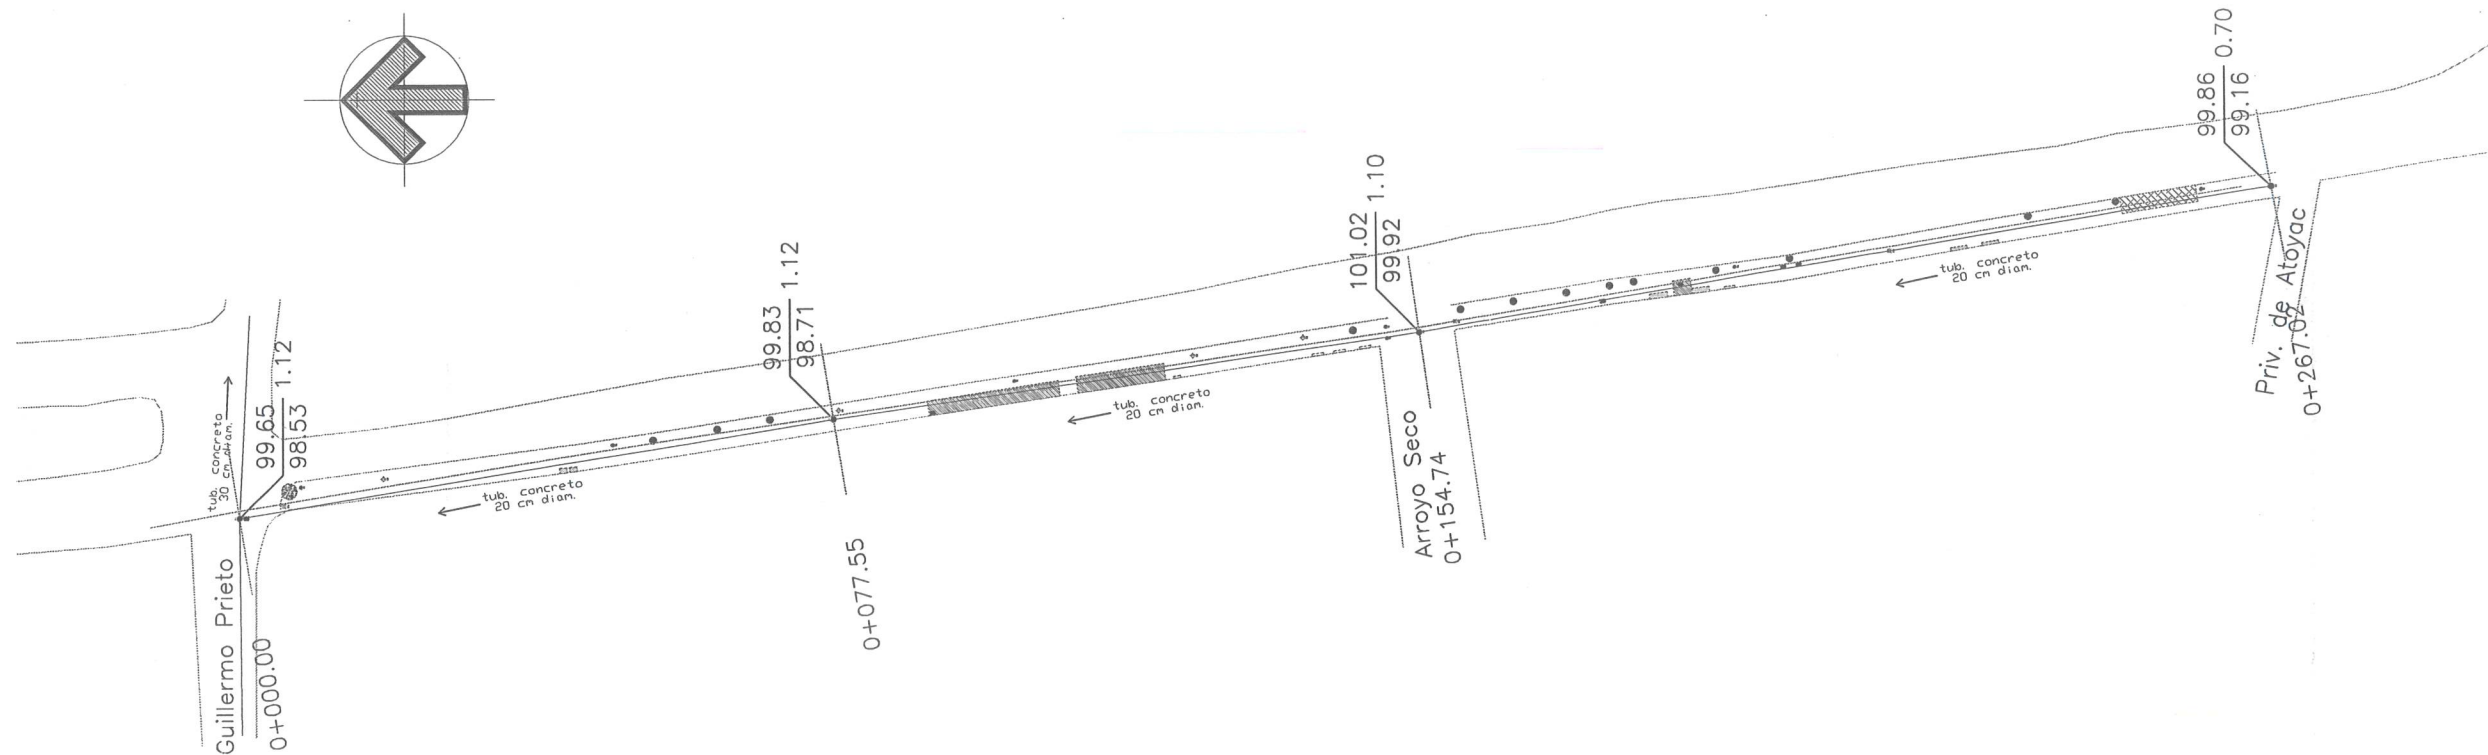 tub. concreto
30 cm. diam.
99.65
98.53
1.12
Guillermo Prieto
0+000.00
tub. concreto
20 cm diam.
99.83
98.71
1.12
0+077.55
tub. concreto
20 cm diam.
101.02
99.92
1.10
Arroyo Seco
0+154.74
tub. concreto
20 cm diam.
99.86
99.16
0.70
Priv. de Atoyac
0+267.02